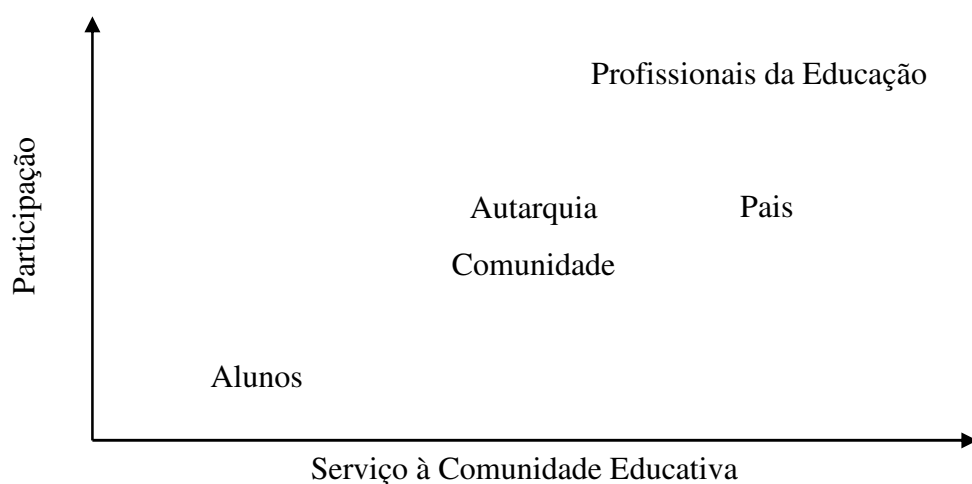 Profissionais da Educação
Participação
Autarquia
Pais
Comunidade
Alunos
Serviço à Comunidade Educativa